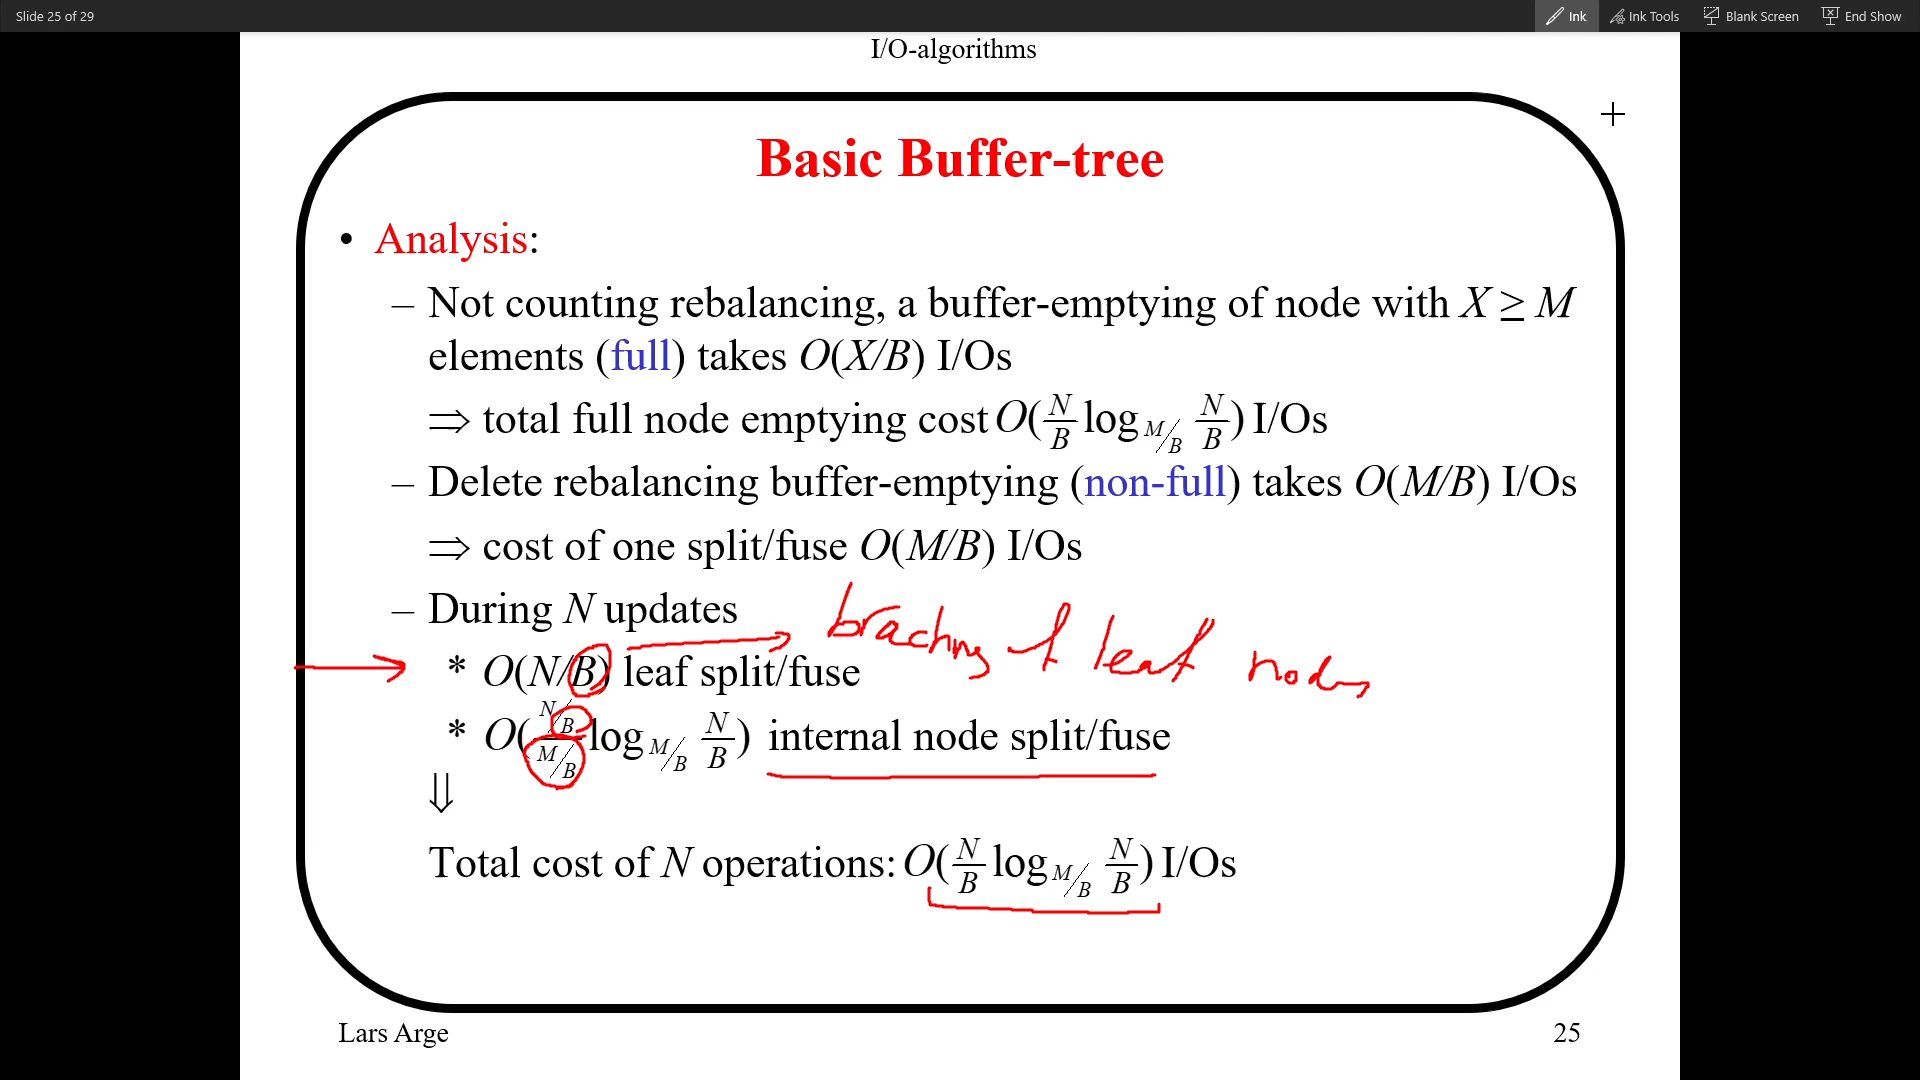 Slide 25 of 29 Ink Ink Tools Blank Screen End Show
I/O-algorithms
Basic Buffer-tree
• Analysis:
– Not counting rebalancing, a buffer-emptying of node with X ≥ M
elements (full) takes O(X/B) I/Os
⇒ total full node emptying cost O(N/B log_{M/B} N/B) I/Os
– Delete rebalancing buffer-emptying (non-full) takes O(M/B) I/Os
⇒ cost of one split/fuse O(M/B) I/Os
– During N updates
braching of leaf nodes
* O(N/B) leaf split/fuse
* O((N/B)/(M/B) log_{M/B} N/B) internal node split/fuse
⇓
Total cost of N operations: O(N/B log_{M/B} N/B) I/Os
Lars Arge 25